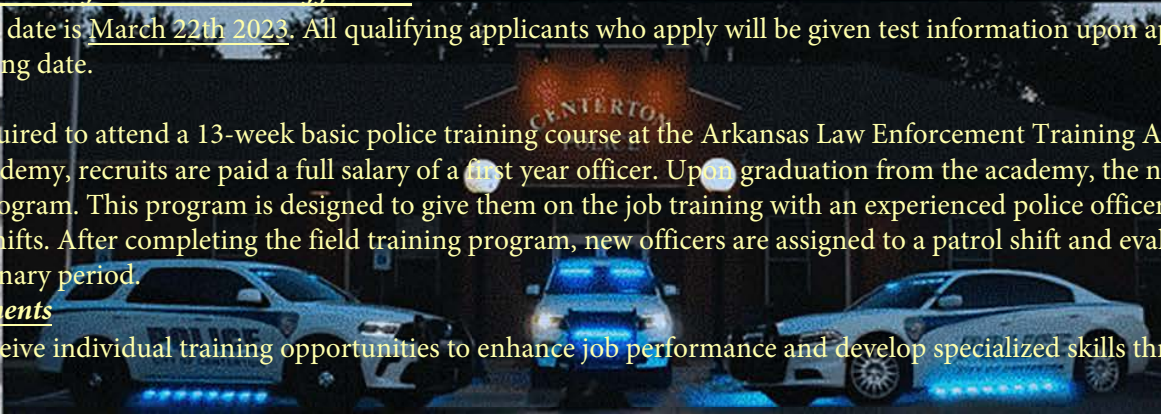 date is March 22th 2023. All qualifying applicants who apply will be given test information upon ap
ng date.
CENTERTON
POLICE
uired to attend a 13-week basic police training course at the Arkansas Law Enforcement Training A
demy, recruits are paid a full salary of a first year officer. Upon graduation from the academy, the n
ogram. This program is designed to give them on the job training with an experienced police officer
hifts. After completing the field training program, new officers are assigned to a patrol shift and eval
nary period.
ents
eive individual training opportunities to enhance job performance and develop specialized skills thr
POLICE